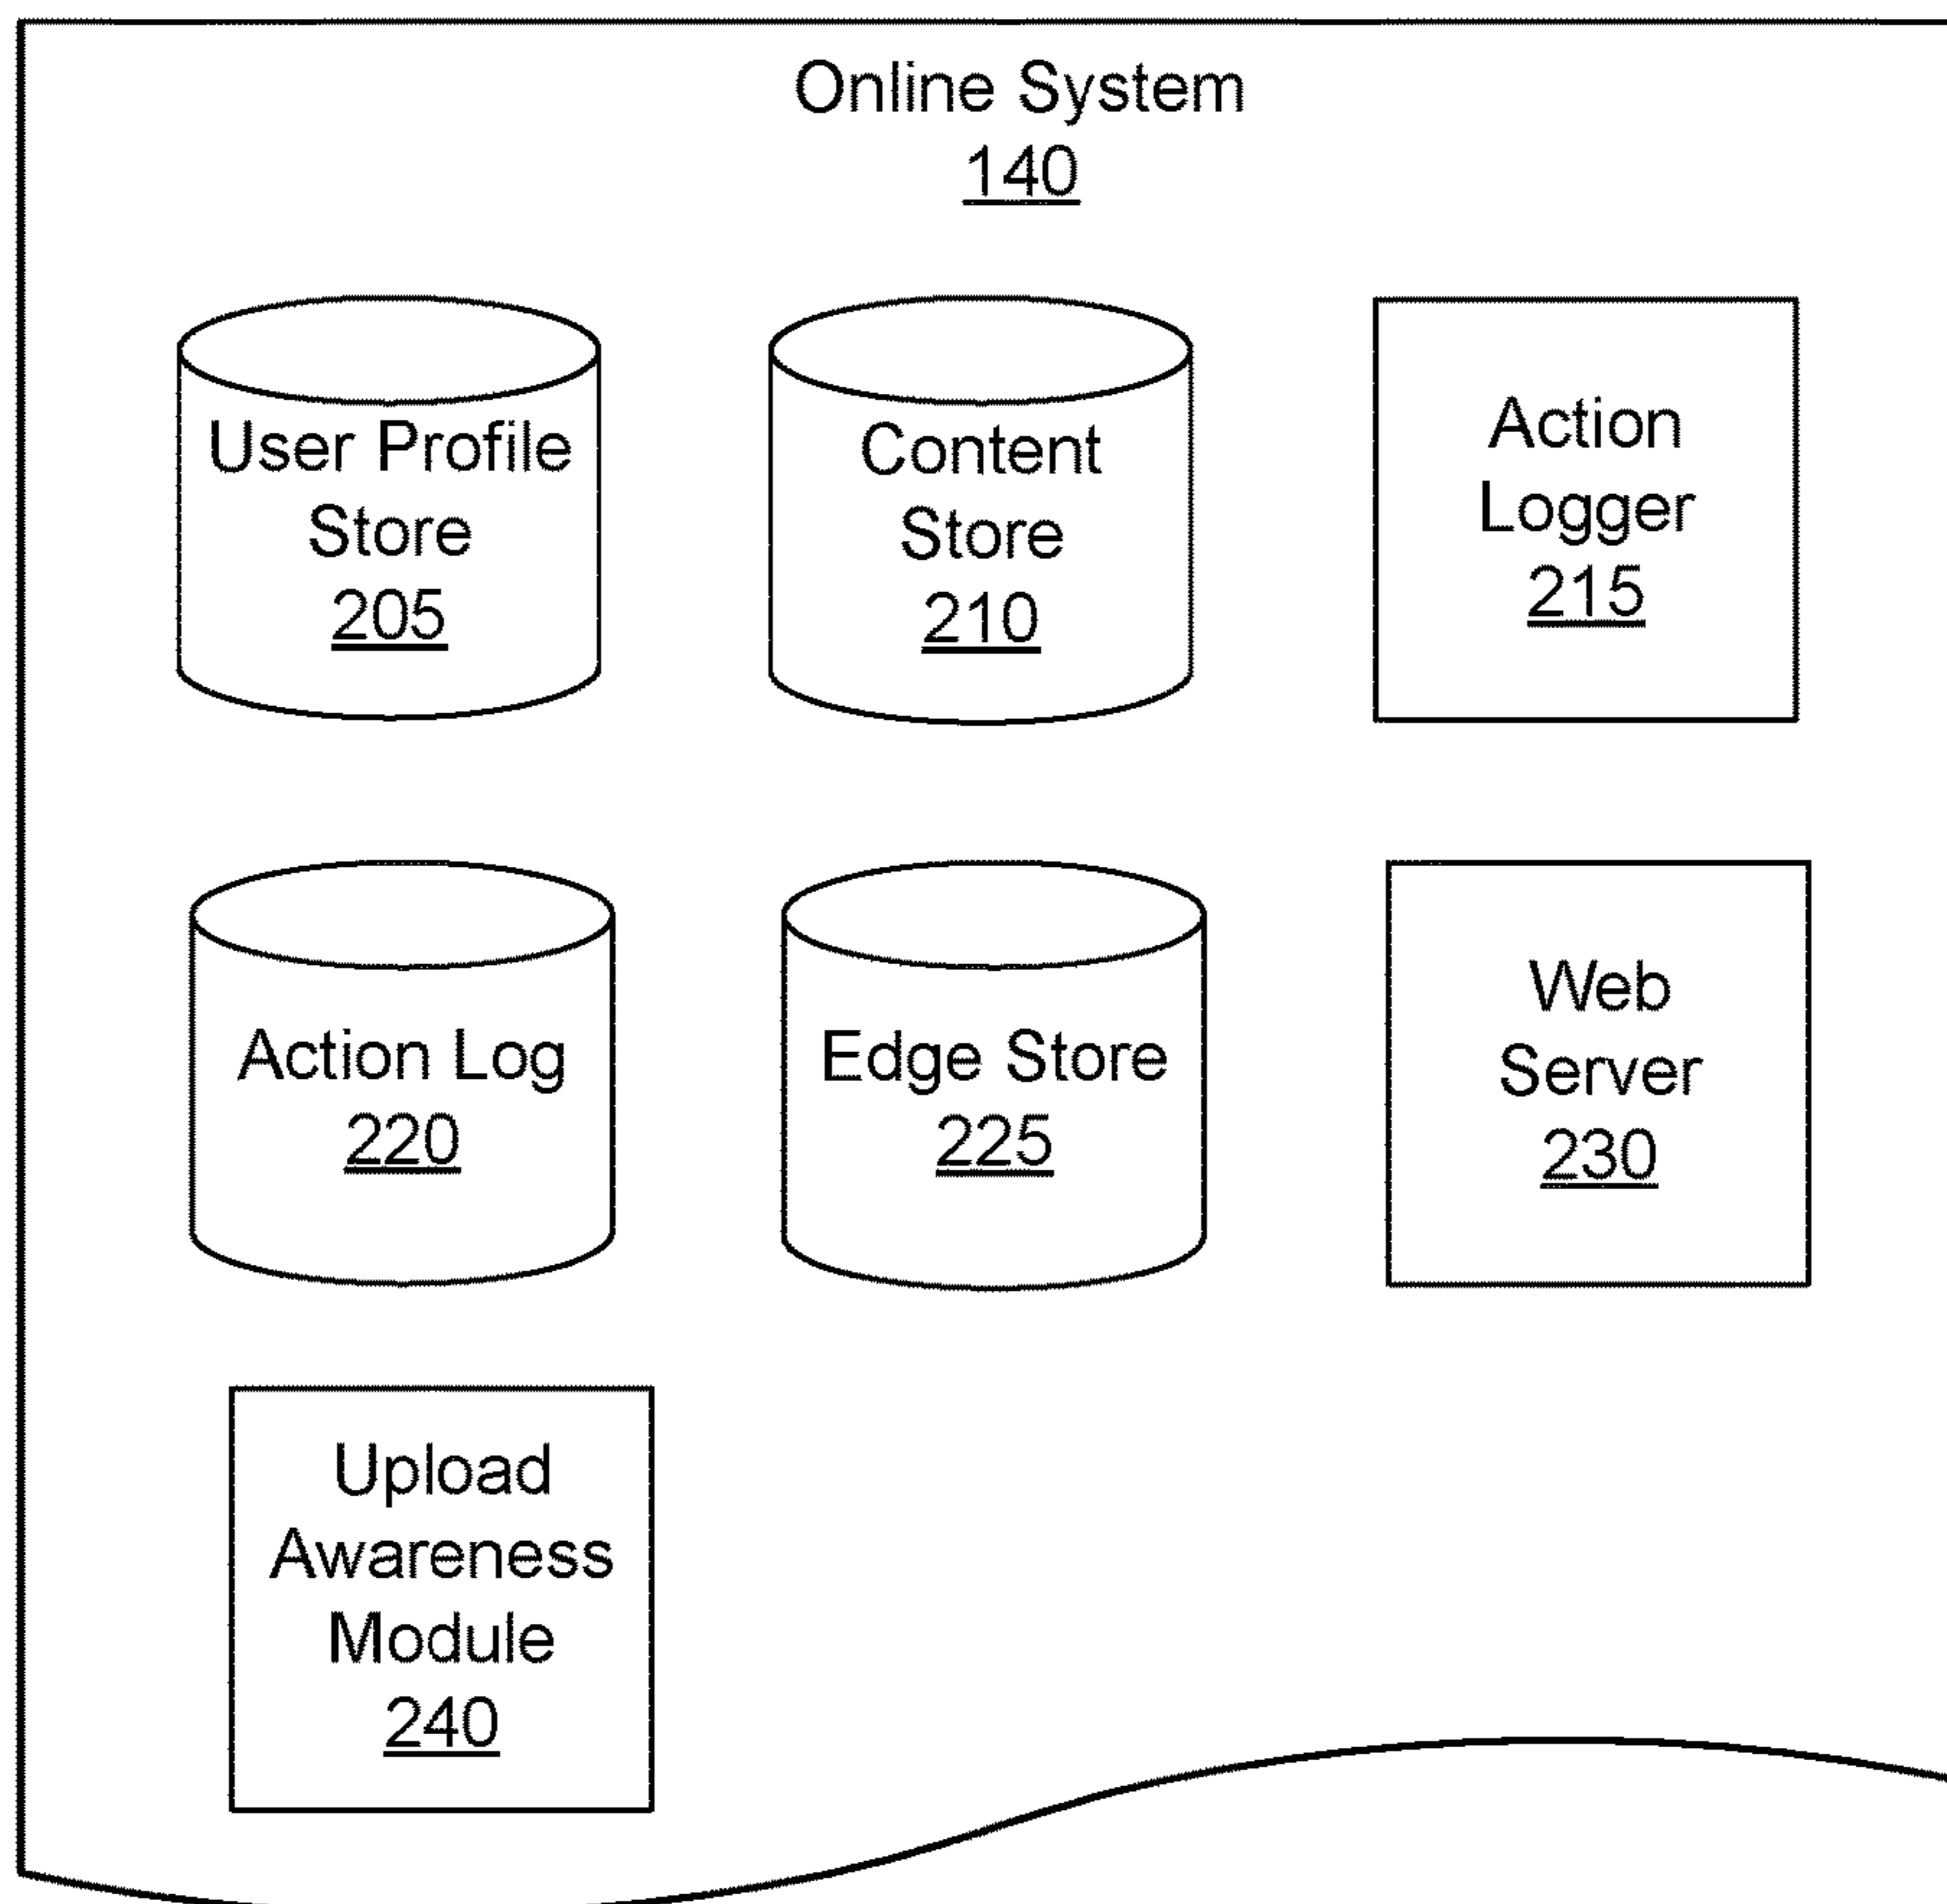 Online System
140
User Profile
Store
205
Content
Store
210
Action
Logger
215
Action Log
220
Edge Store
225
Web
Server
230
Upload
Awareness
Module
240